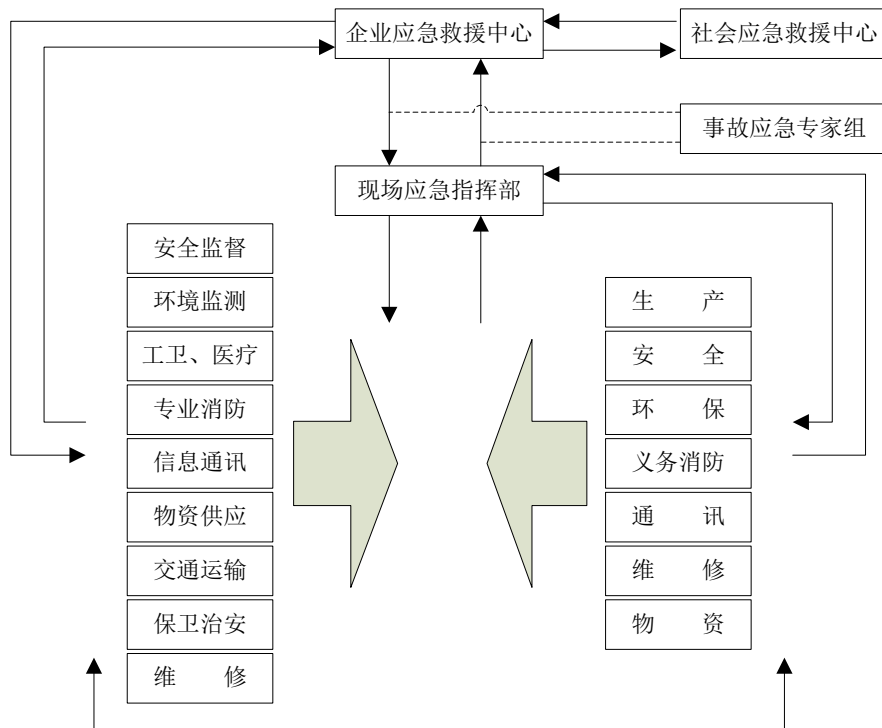 企业应急救援中心
社会应急救援中心
事故应急专家组
现场应急指挥部
安全监督
环境监测
工卫、医疗
专业消防
信息通讯
物资供应
交通运输
保卫治安
维　　修
生　　产
安　　全
环　　保
义务消防
通　　讯
维　　修
物　　资